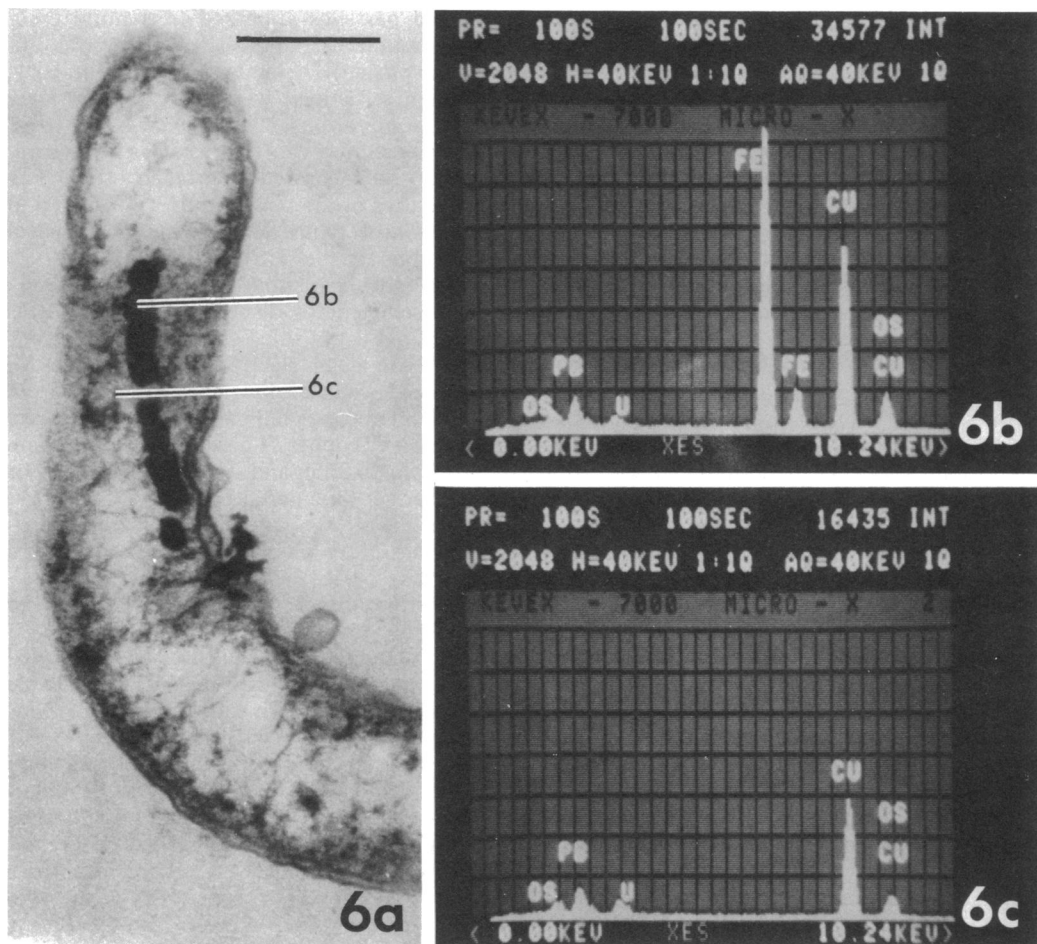 6b
6c
6a
PR= 100S 100SEC 34577 INT
V=2048 H=40KEV 1:1Q AQ=40KEV 1Q
KEVEX - 7000 MICRO - X
FE
CU
OS
PB
FE
CU
OS
U
< 0.00KEV XES 10.24KEV>
6b
PR= 100S 100SEC 16435 INT
V=2048 H=40KEV 1:1Q AQ=40KEV 1Q
KEVEX - 7000 MICRO - X 2
CU
OS
PB
CU
OS
U
< 0.00KEV XES 10.24KEV>
6c